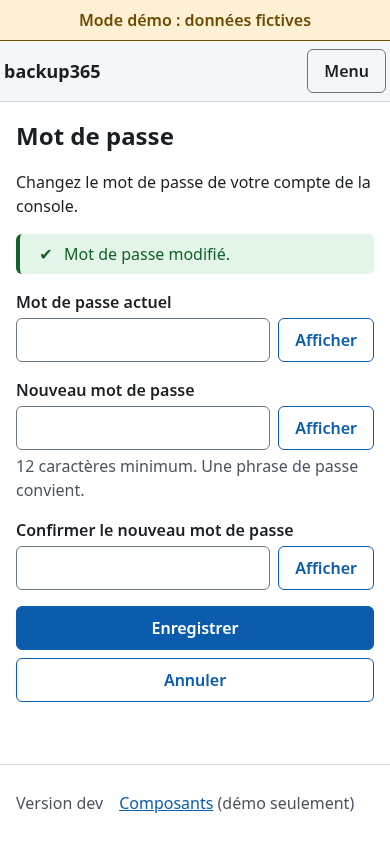 Mode démo : données fictives
backup365
Menu
Mot de passe
Changez le mot de passe de votre compte de la
console.
✔ Mot de passe modifié.
Mot de passe actuel
Afficher
Nouveau mot de passe
Afficher
12 caractères minimum. Une phrase de passe
convient.
Confirmer le nouveau mot de passe
Afficher
Enregistrer
Annuler
Version dev Composants (démo seulement)